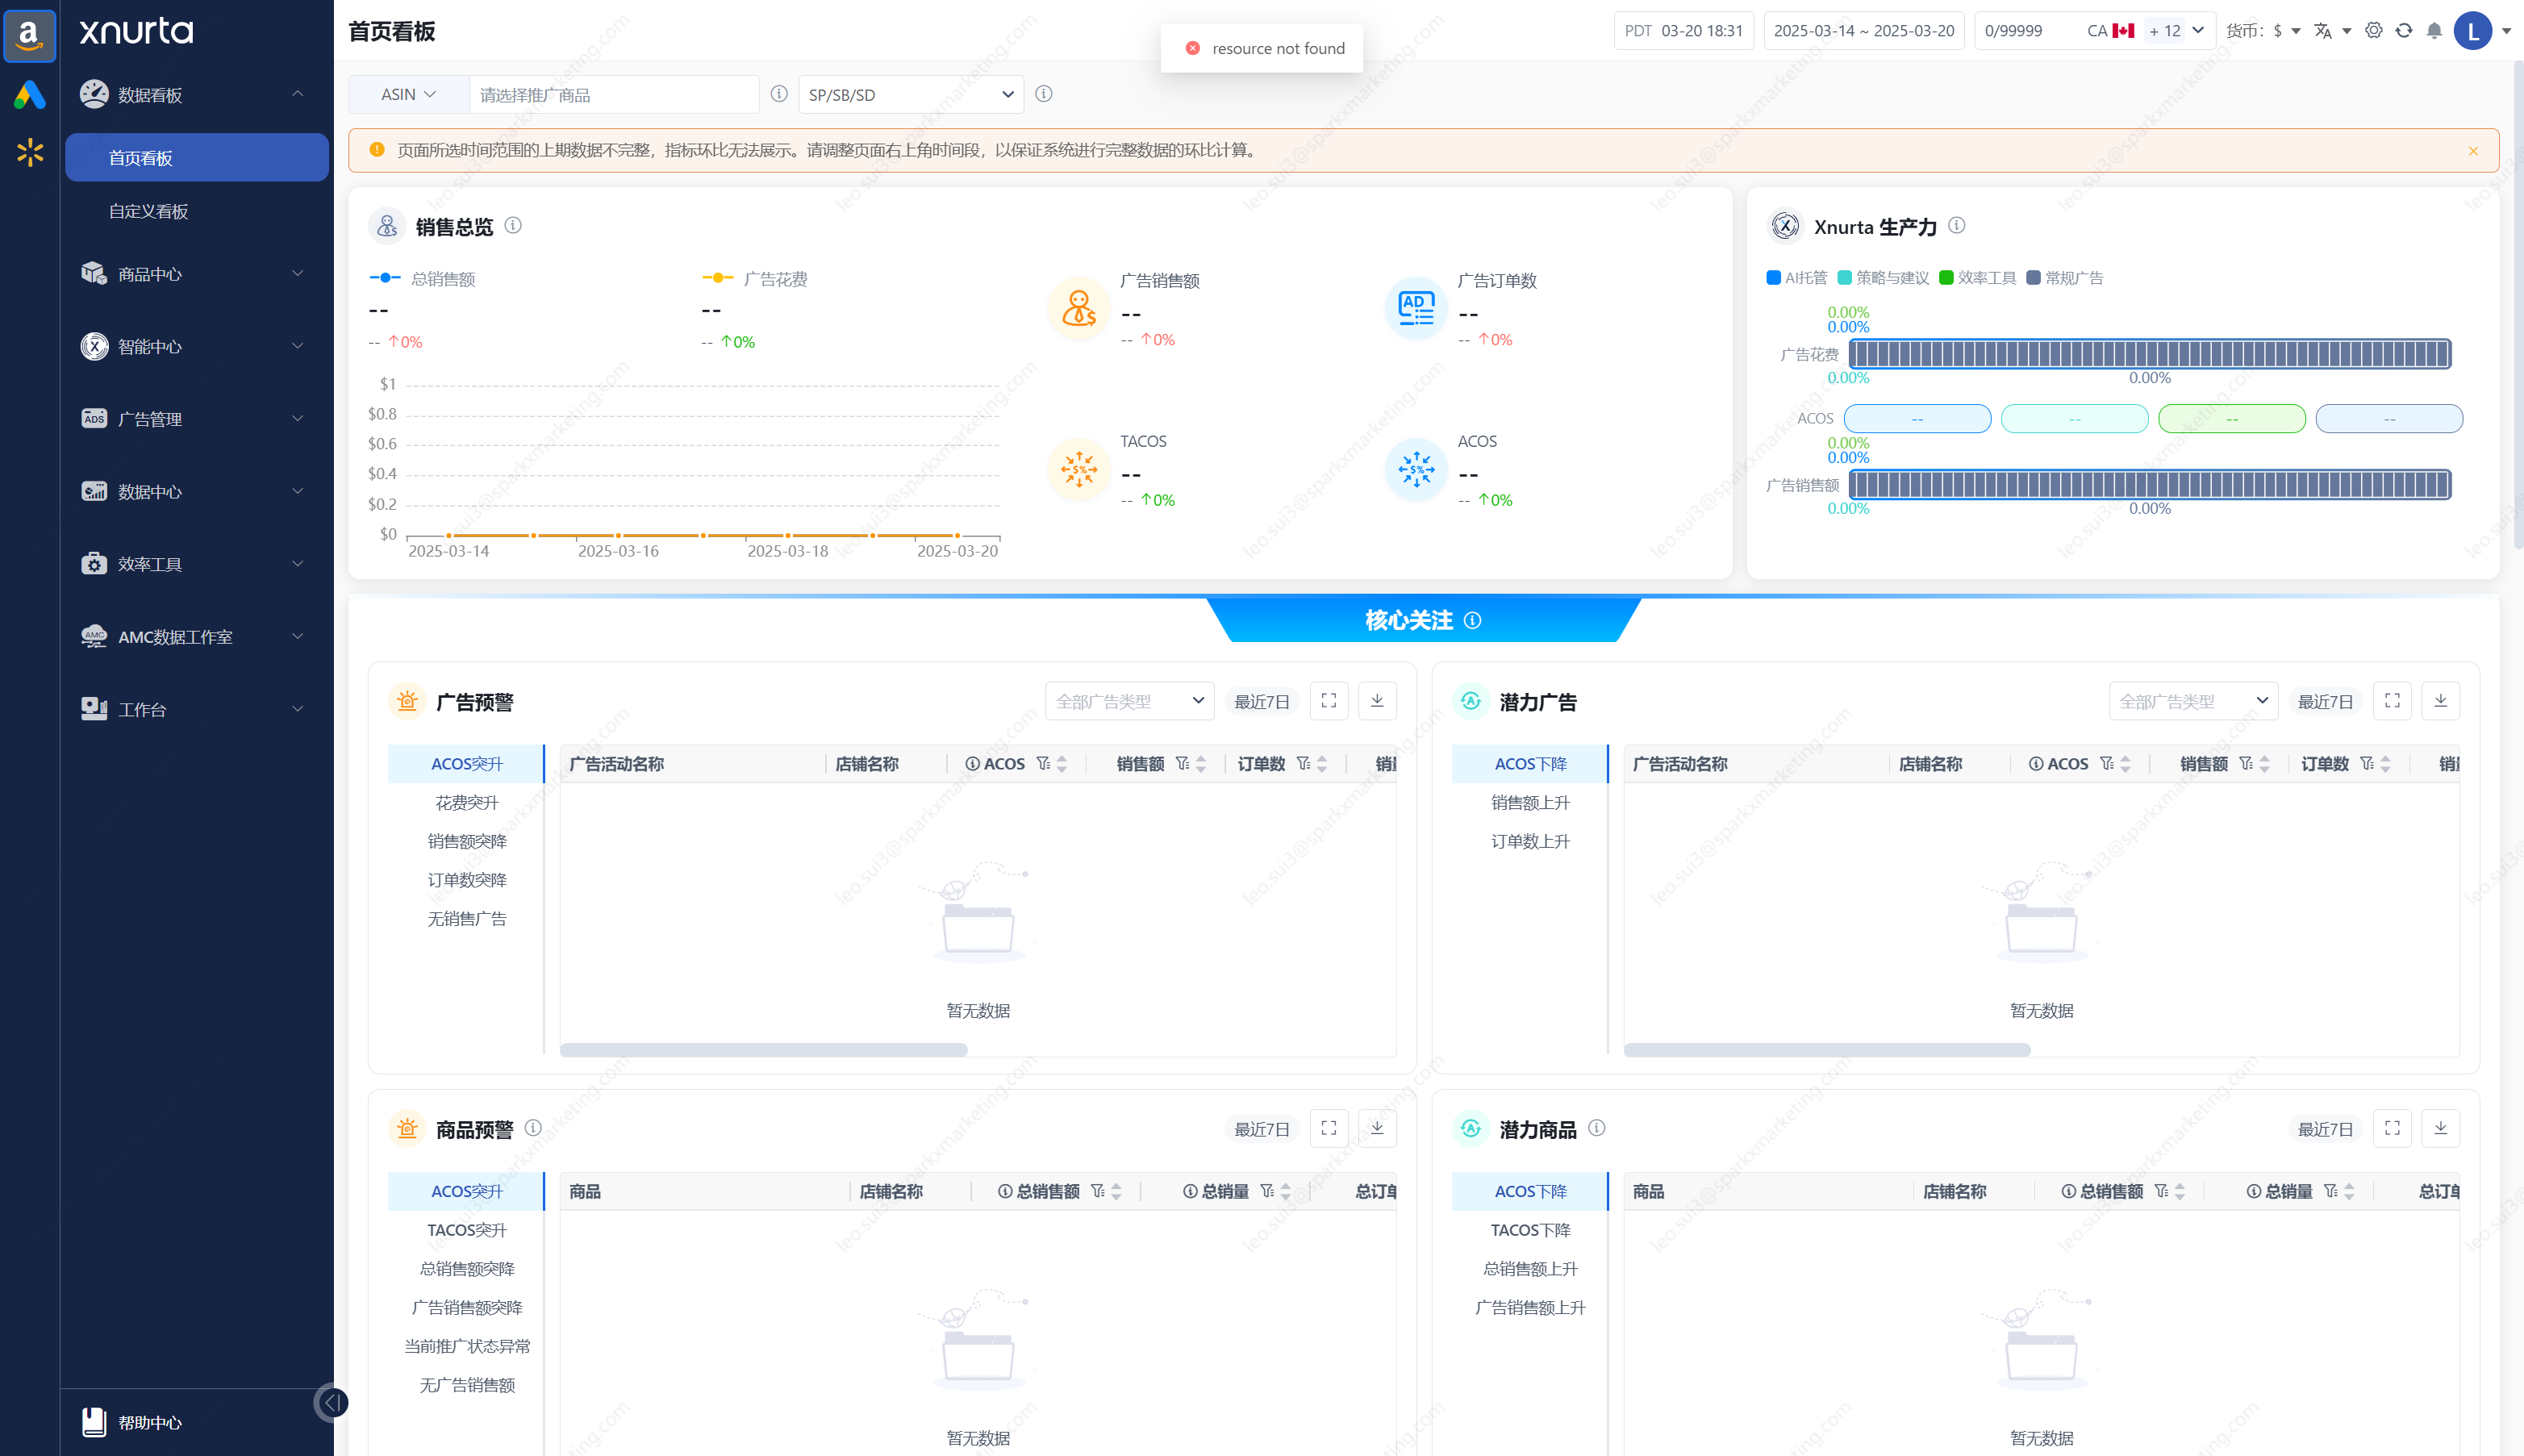 a
xnurta
数据看板
首页看板
自定义看板
商品中心
智能中心
ADS 广告管理
数据中心
效率工具
AMC AMC数据工作室
工作台
帮助中心
首页看板
resource not found
PDT 03-20 18:31
2025-03-14 ~ 2025-03-20
0/99999 CA + 12
货币: $
L
ASIN 请选择推广商品
SP/SB/SD
页面所选时间范围的上期数据不完整，指标环比无法展示。请调整页面右上角时间段，以保证系统进行完整数据的环比计算。
销售总览
总销售额
--
-- ↑0%
广告花费
--
-- ↑0%
$1
$0.8
$0.6
$0.4
$0.2
$0
2025-03-14 2025-03-16 2025-03-18 2025-03-20
广告销售额
--
-- ↑0%
AD
广告订单数
--
-- ↑0%
$%
TACOS
--
-- ↑0%
$%
ACOS
--
-- ↑0%
Xnurta 生产力
AI托管 策略与建议 效率工具 常规广告
0.00%
0.00%
广告花费
0.00% 0.00%
ACOS -- -- -- --
0.00%
0.00%
广告销售额
0.00% 0.00%
核心关注
广告预警 全部广告类型 最近7日
ACOS突升
花费突升
销售额突降
订单数突降
无销售广告
广告活动名称 店铺名称 ACOS 销售额 订单数 销
暂无数据
潜力广告 全部广告类型 最近7日
ACOS下降
销售额上升
订单数上升
广告活动名称 店铺名称 ACOS 销售额 订单数 销
暂无数据
商品预警 最近7日
ACOS突升
TACOS突升
总销售额突降
广告销售额突降
当前推广状态异常
无广告销售额
商品 店铺名称 总销售额 总销量 总订单
暂无数据
潜力商品 最近7日
ACOS下降
TACOS下降
总销售额上升
广告销售额上升
商品 店铺名称 总销售额 总销量 总订单
暂无数据
leo.sui3@sparkxmarketing.com